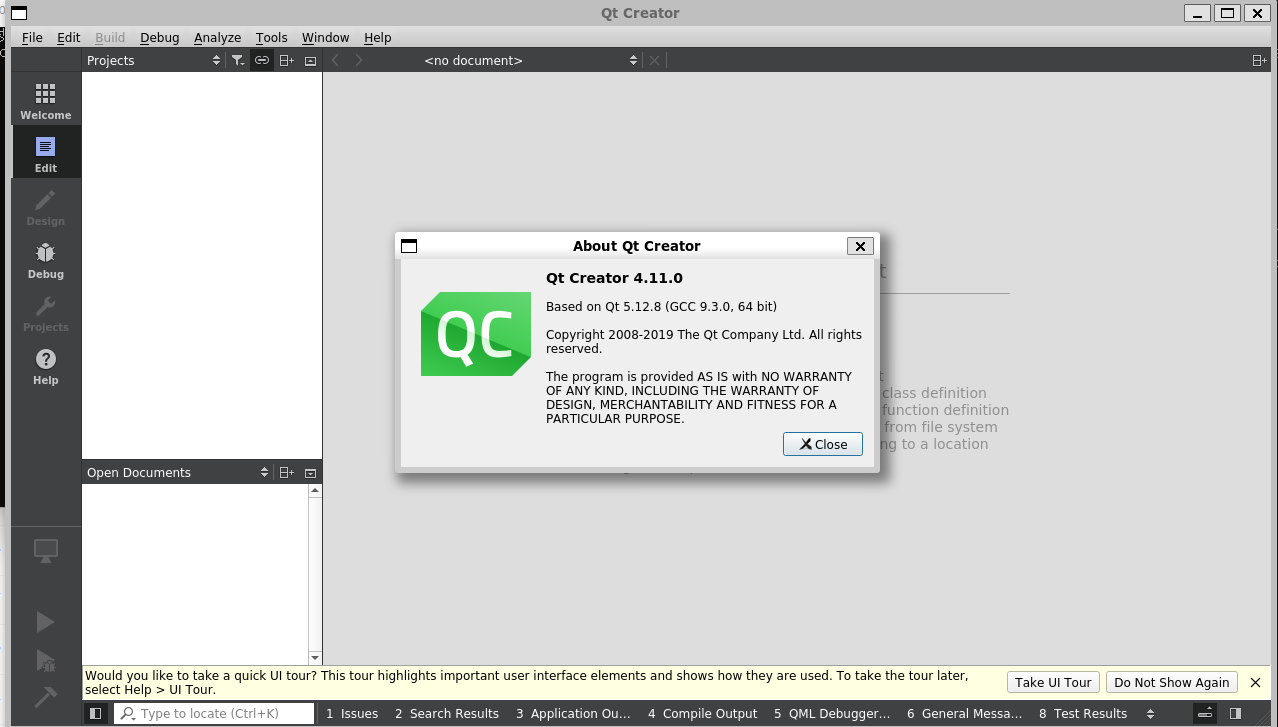 Qt Creator
File Edit Build Debug Analyze Tools Window Help
Projects <no document>
Welcome
Edit
Design
Debug
Projects
Help
About Qt Creator
Qt Creator 4.11.0
QC
Based on Qt 5.12.8 (GCC 9.3.0, 64 bit)
Copyright 2008-2019 The Qt Company Ltd. All rights
reserved.
The program is provided AS IS with NO WARRANTY
OF ANY KIND, INCLUDING THE WARRANTY OF
DESIGN, MERCHANTABILITY AND FITNESS FOR A
PARTICULAR PURPOSE.
Close
class definition
function definition
from file system
to a location
Open Documents
Would you like to take a quick UI tour? This tour highlights important user interface elements and shows how they are used. To take the tour later,
select Help > UI Tour.
Take UI Tour Do Not Show Again
Type to locate (Ctrl+K) 1 Issues 2 Search Results 3 Application Ou... 4 Compile Output 5 QML Debugger... 6 General Messa... 8 Test Results